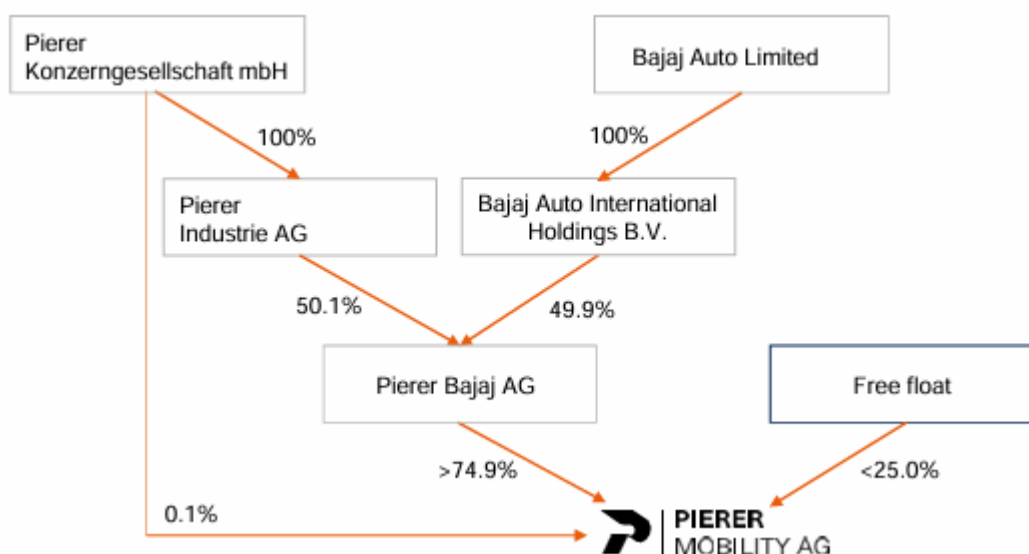 Pierer
Konzerngesellschaft mbH
Bajaj Auto Limited
100%
100%
Pierer
Industrie AG
Bajaj Auto International
Holdings B.V.
50.1%
49.9%
Pierer Bajaj AG
Free float
>74.9%
<25.0%
0.1%
PIERER
MOBILITY AG